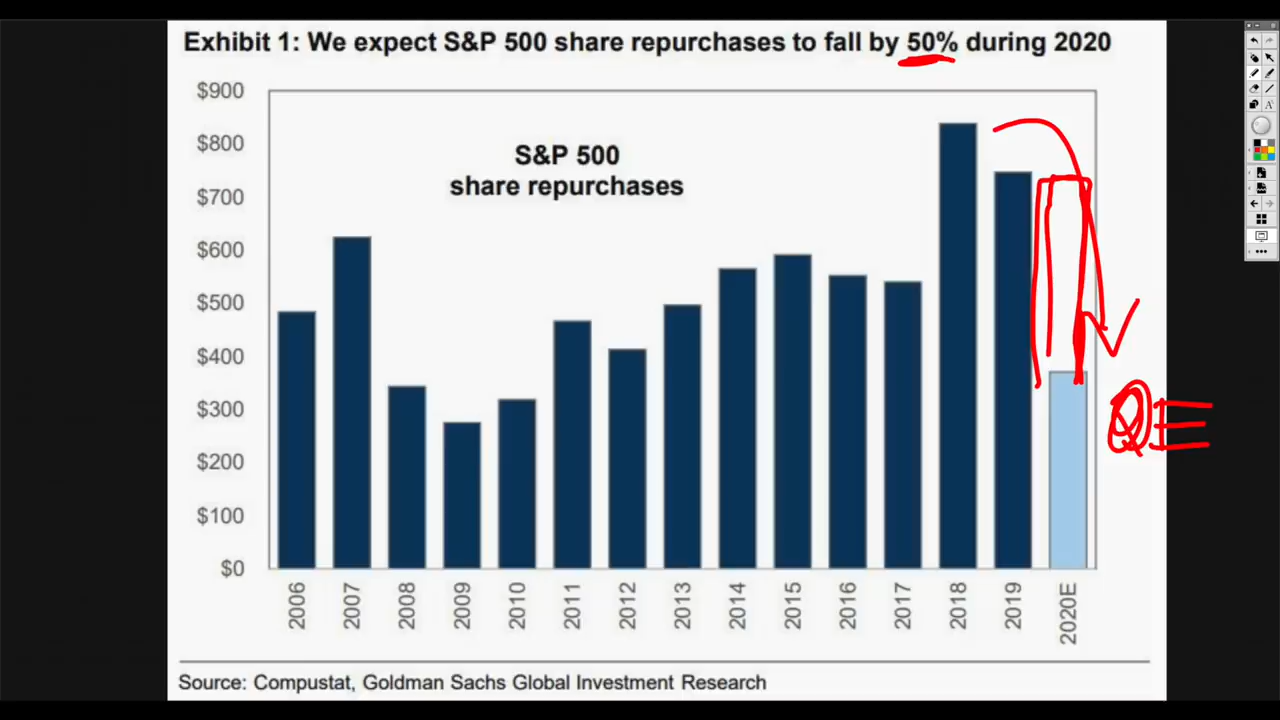 Exhibit 1: We expect S&P 500 share repurchases to fall by 50% during 2020
$900
$800
$700
$600
$500
$400
$300
$200
$100
$0
S&P 500
share repurchases
QE
2006 2007 2008 2009 2010 2011 2012 2013 2014 2015 2016 2017 2018 2019 2020E
Source: Compustat, Goldman Sachs Global Investment Research